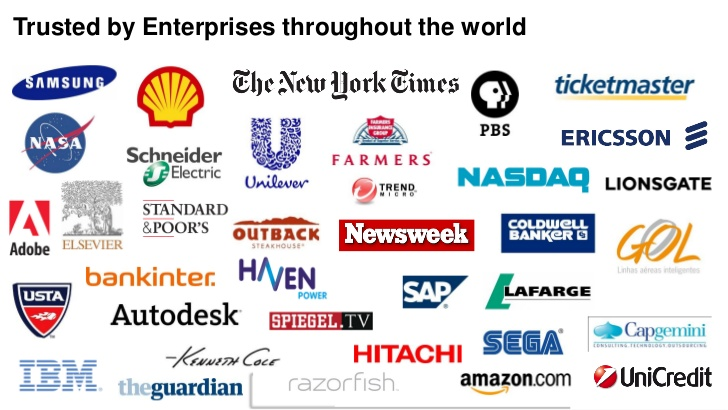 Trusted by Enterprises throughout the world
SAMSUNG
The New York Times
PBS
ticketmaster
NASA
Schneider
Electric
Unilever
FARMERS
INSURANCE
GROUP
FARMERS
ERICSSON
TREND
MICRO
NASDAQ
LIONSGATE
Adobe
ELSEVIER
STANDARD
&POOR'S
OUTBACK
STEAKHOUSE
Newsweek
COLDWELL
BANKER
GOL
Linhas aéreas inteligentes
bankinter.
HAVEN
POWER
SAP
LAFARGE
USTA
Autodesk
SPIEGEL.TV
HITACHI
SEGA
Capgemini
CONSULTING.TECHNOLOGY.OUTSOURCING
IBM
KENNETH COLE
theguardian
razorfish
amazon.com
UniCredit